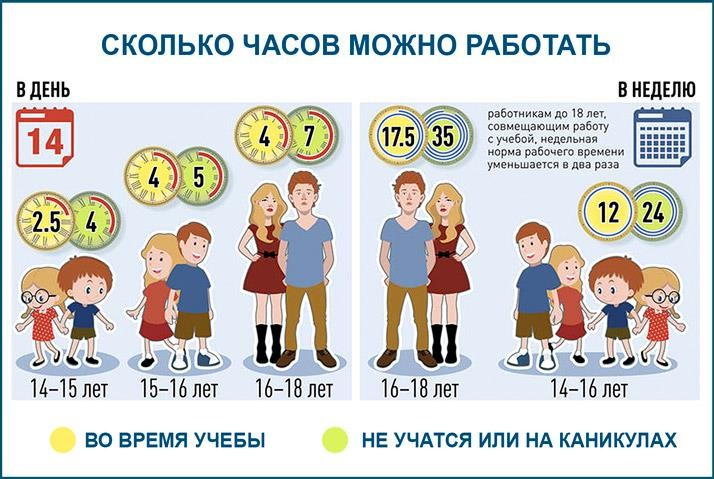 СКОЛЬКО ЧАСОВ МОЖНО РАБОТАТЬ
В ДЕНЬ
В НЕДЕЛЮ
14
2.5
4
4
5
4
7
17.5
35
работникам до 18 лет,
совмещающим работу
с учебой, недельная
норма рабочего времени
уменьшается в два раза
12
24
14–15 лет
15–16 лет
16–18 лет
16–18 лет
14–16 лет
ВО ВРЕМЯ УЧЕБЫ
НЕ УЧАТСЯ ИЛИ НА КАНИКУЛАХ